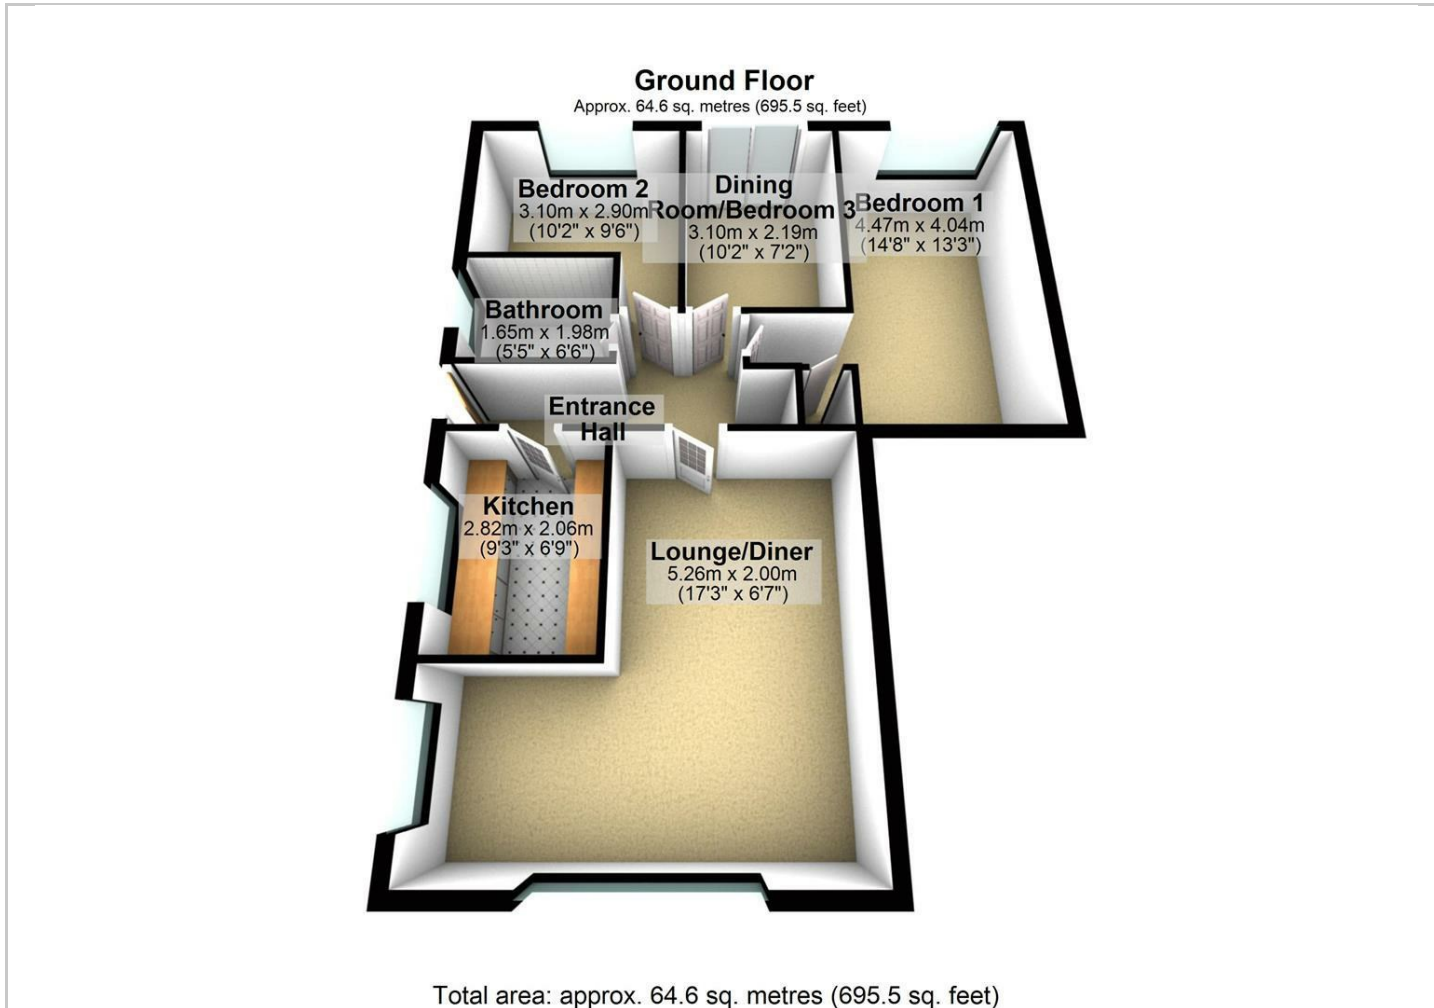 Ground Floor
Approx. 64.6 sq. metres (695.5 sq. feet)
Bedroom 2
3.10m x 2.90m
(10'2" x 9'6")
Dining
Room/Bedroom 3
3.10m x 2.19m
(10'2" x 7'2")
Bedroom 1
4.47m x 4.04m
(14'8" x 13'3")
Bathroom
1.65m x 1.98m
(5'5" x 6'6")
Entrance
Hall
Kitchen
2.82m x 2.06m
(9'3" x 6'9")
Lounge/Diner
5.26m x 2.00m
(17'3" x 6'7")
Total area: approx. 64.6 sq. metres (695.5 sq. feet)